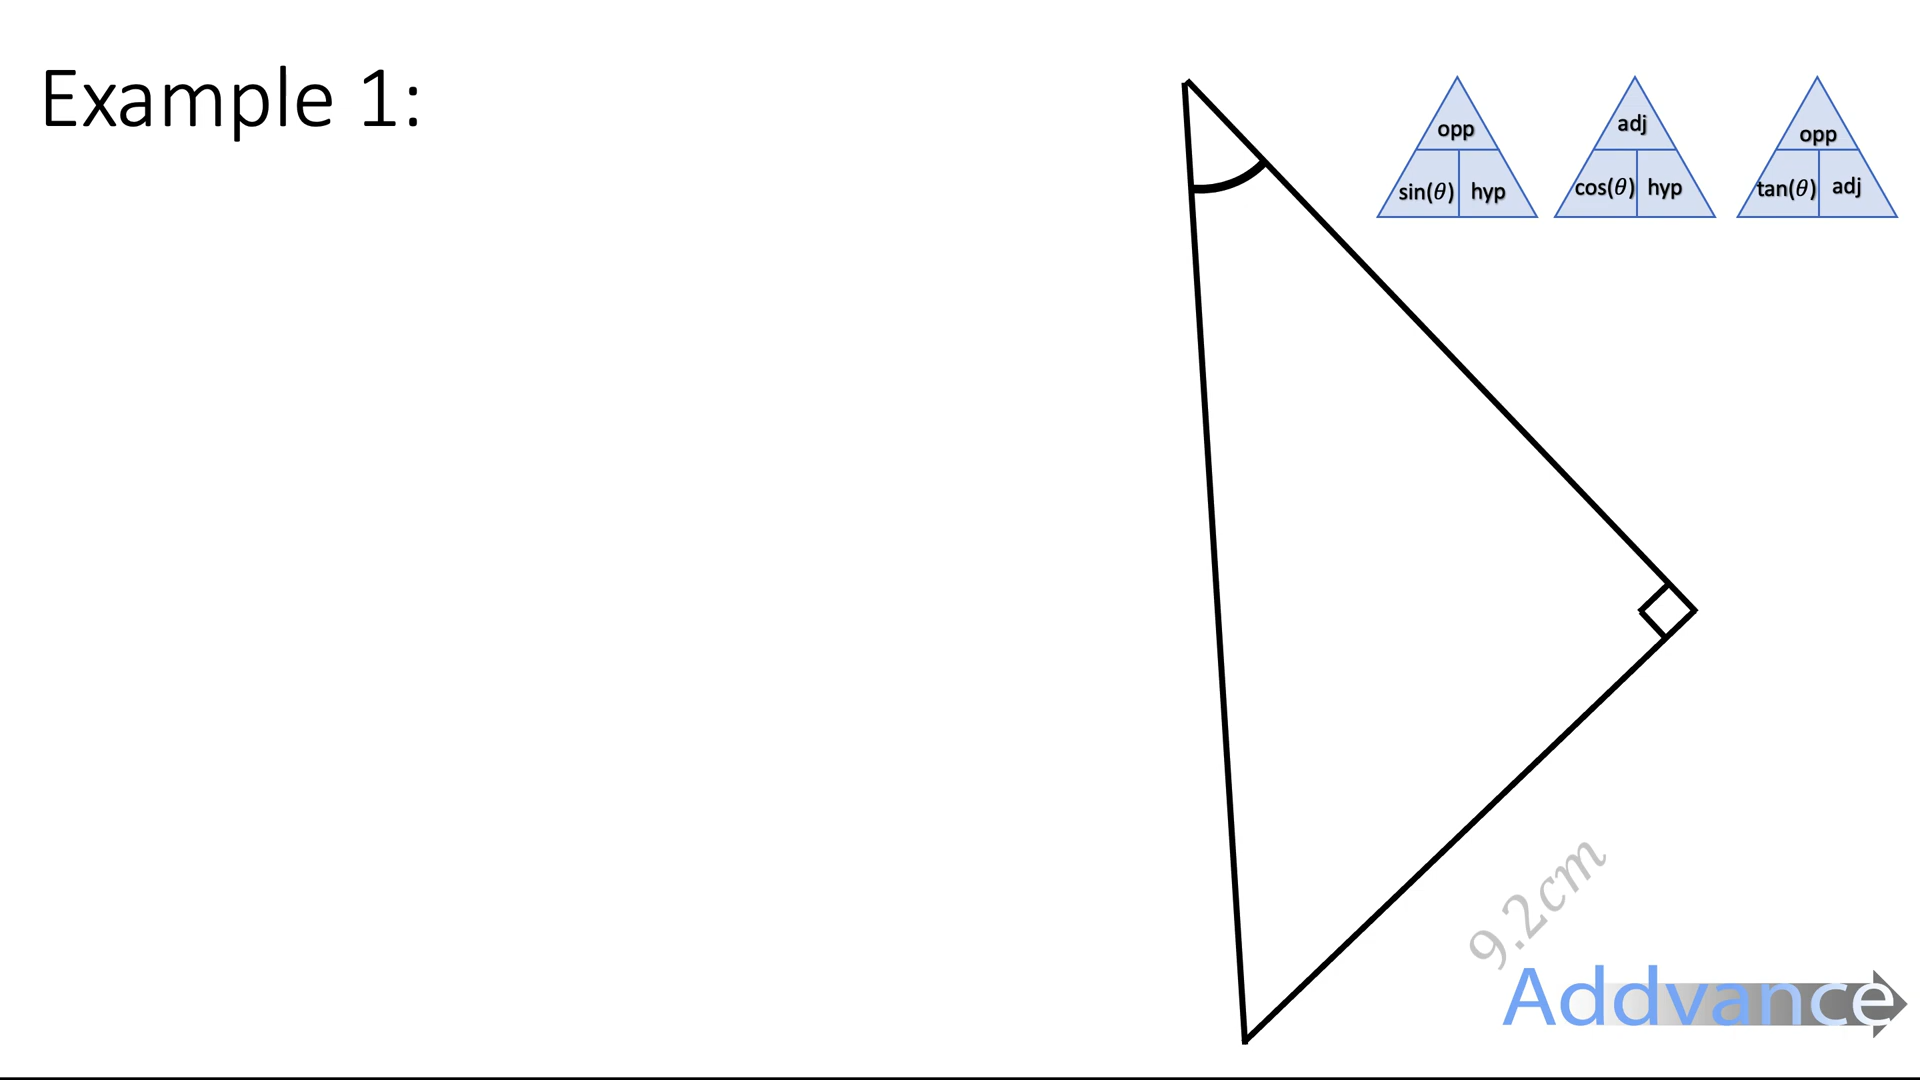 Example 1:
opp
sin(θ) hyp
adj
cos(θ) hyp
opp
tan(θ) adj
9.2cm
Addvance